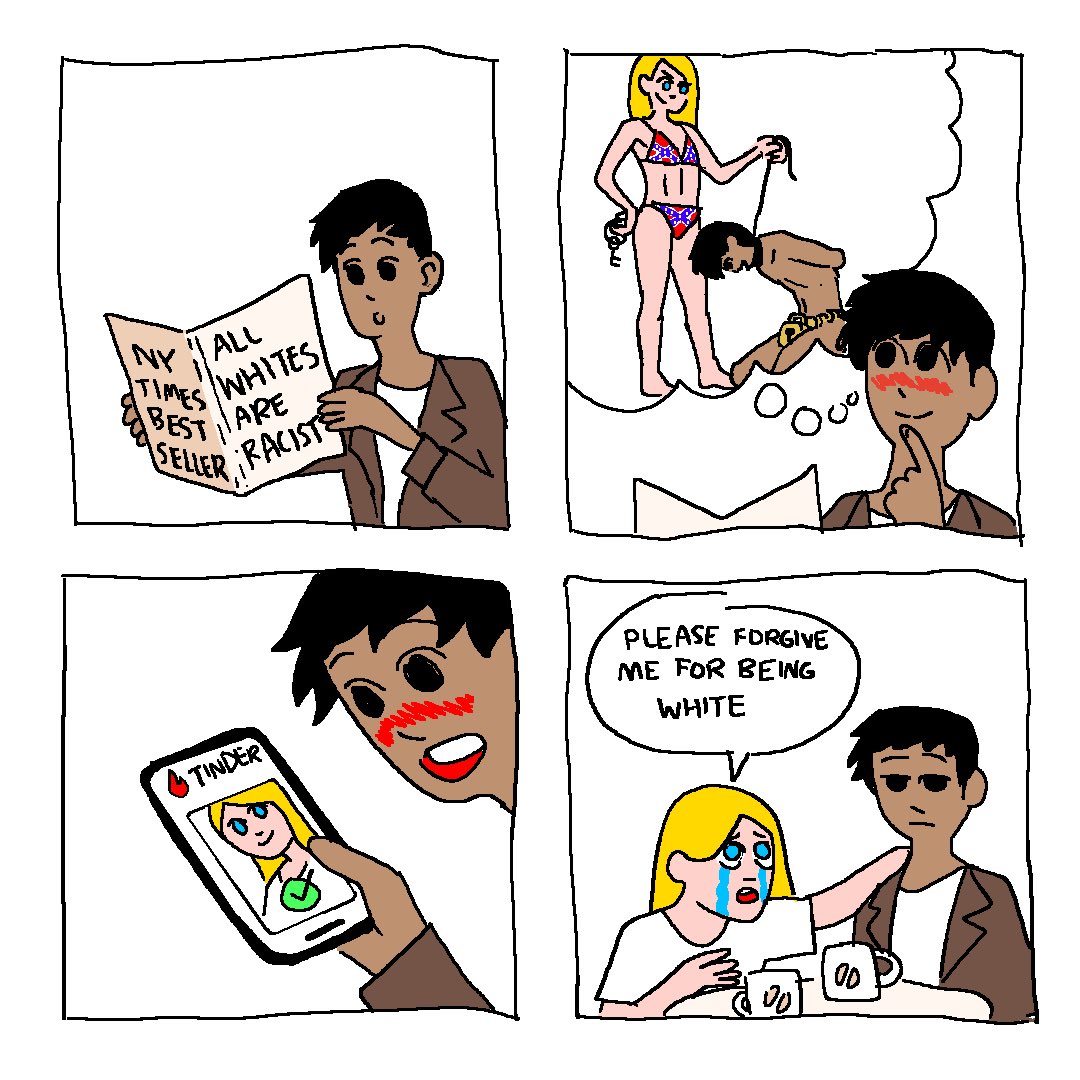 NY
TIMES
BEST
SELLER
ALL
WHITES
ARE
RACIST
TINDER
PLEASE FORGIVE
ME FOR BEING
WHITE